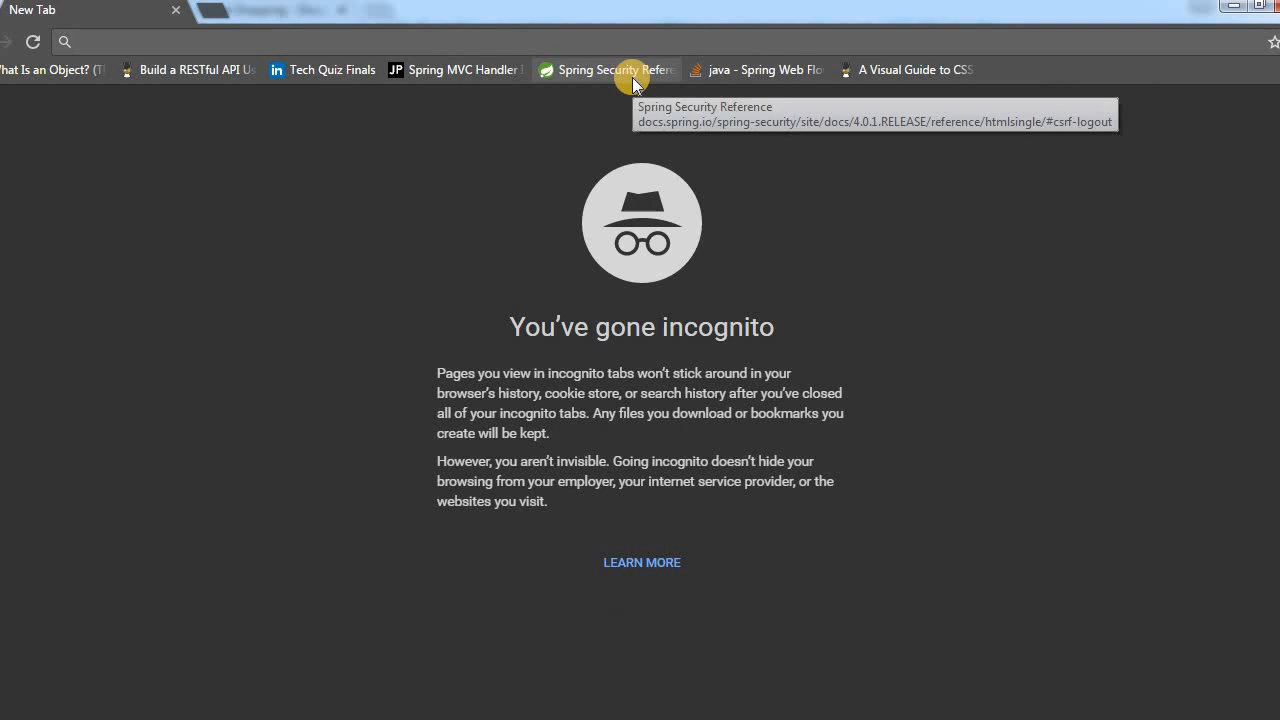 New Tab
hat Is an Object? (T
Build a RESTful API Us
Tech Quiz Finals
JP Spring MVC Handler I
Spring Security Refere
java - Spring Web Flo
A Visual Guide to CSS
Spring Security Reference
docs.spring.io/spring-security/site/docs/4.0.1.RELEASE/reference/htmlsingle/#csrf-logout
You've gone incognito
Pages you view in incognito tabs won't stick around in your
browser's history, cookie store, or search history after you've closed
all of your incognito tabs. Any files you download or bookmarks you
create will be kept.
However, you aren't invisible. Going incognito doesn't hide your
browsing from your employer, your internet service provider, or the
websites you visit.
LEARN MORE